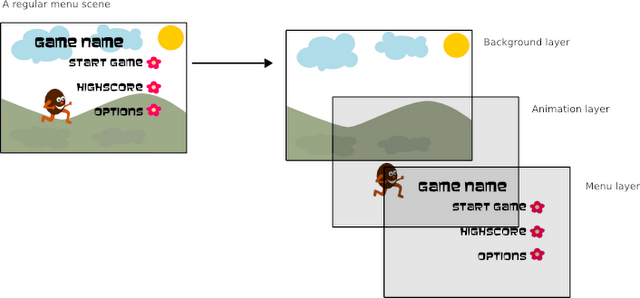 A regular menu scene
GAME NAME
START GAME
HIGHSCORE
OPTIONS
Background layer
Animation layer
Menu layer
GAME NAME
START GAME
HIGHSCORE
OPTIONS